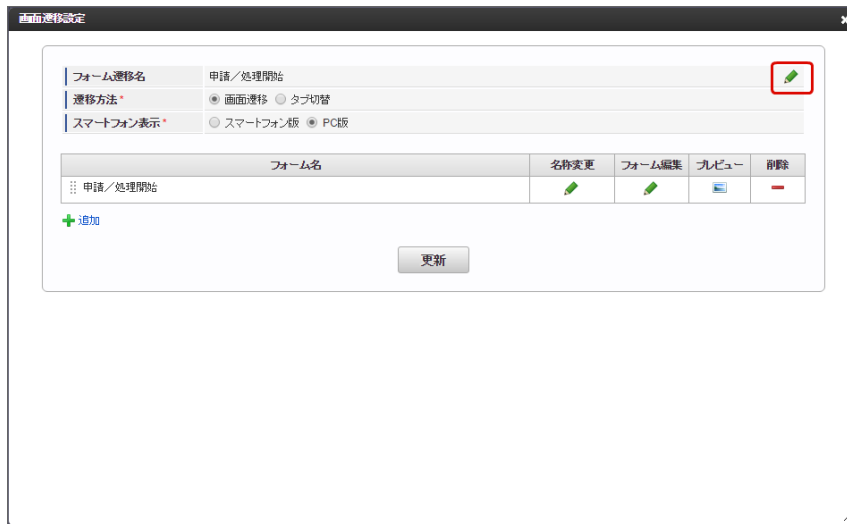 画面遷移設定
フォーム遷移名 申請／処理開始
遷移方法* 画面遷移 タブ切替
スマートフォン表示* スマートフォン版 PC版
フォーム名 名称変更 フォーム編集 プレビュー 削除
申請／処理開始
追加
更新